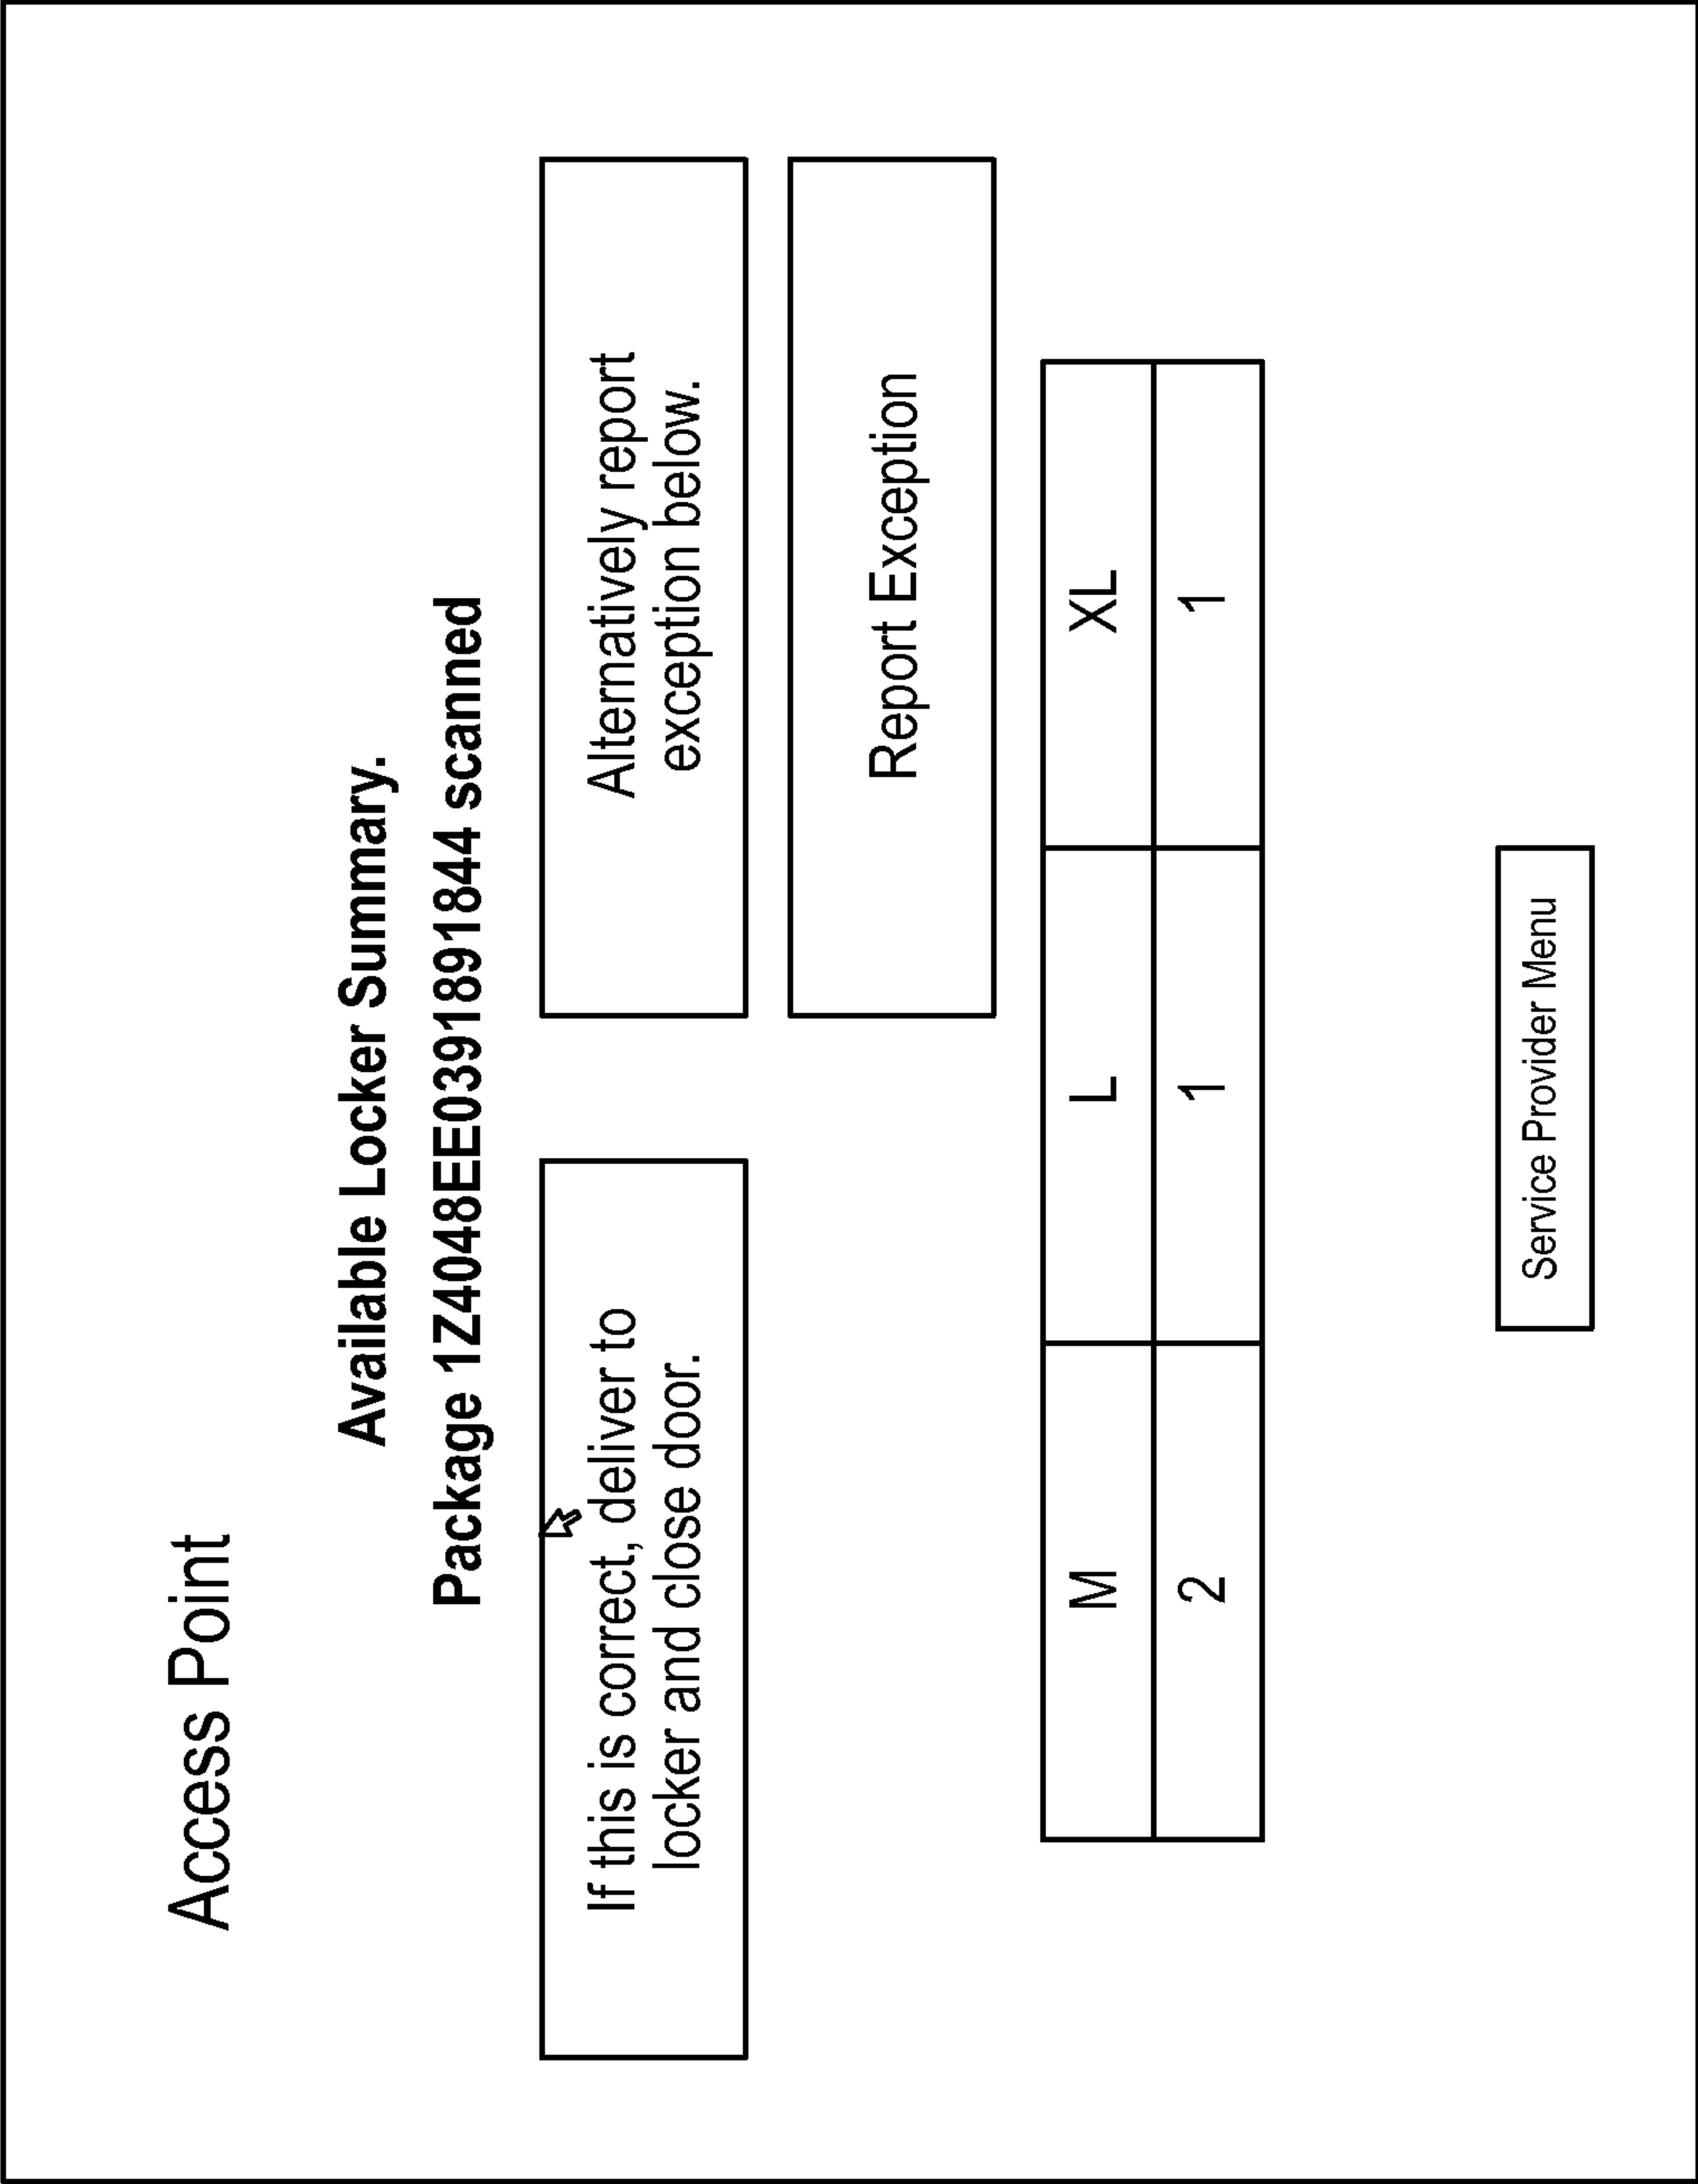 Access Point
Available Locker Summary.
Package 1Z4048EE0391891844 scanned
If this is correct, deliver to
locker and close door.
Alternatively report
exception below.
Report Exception
M L XL
2 1 1
Service Provider Menu